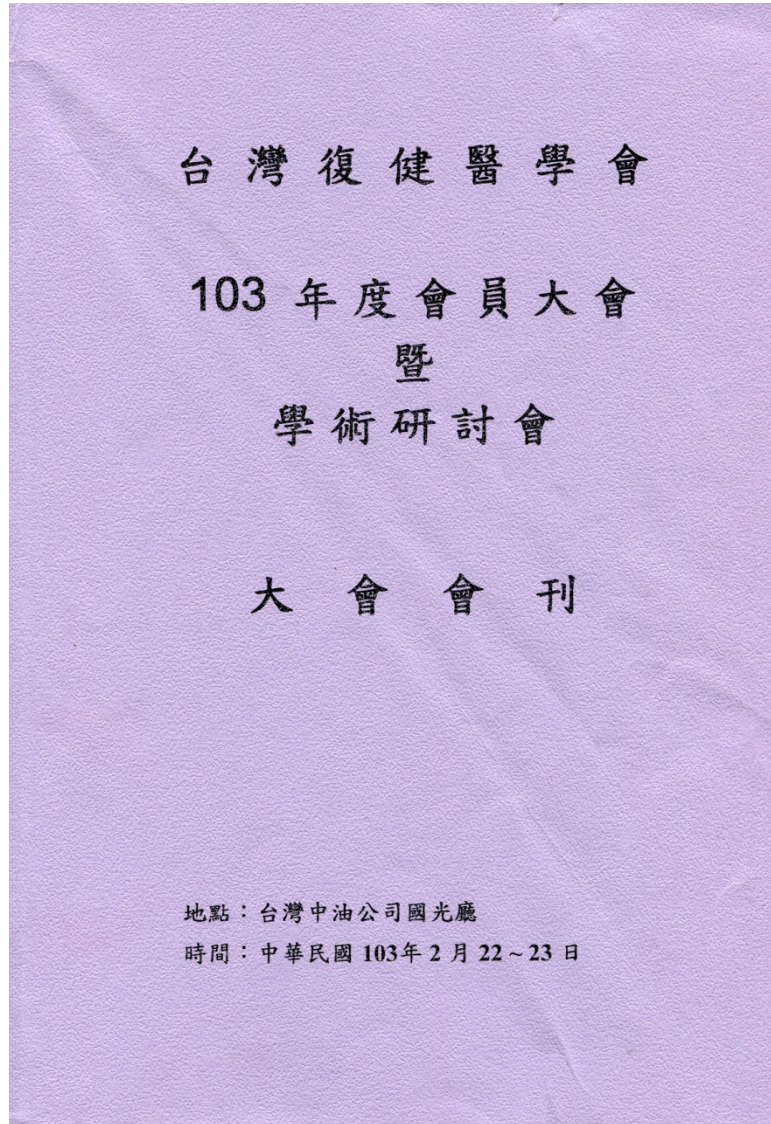 台灣復健醫學會
103 年度會員大會
暨
學術研討會
大會會刊
地點：台灣中油公司國光廳
時間：中華民國 103年 2 月 22 ~ 23 日